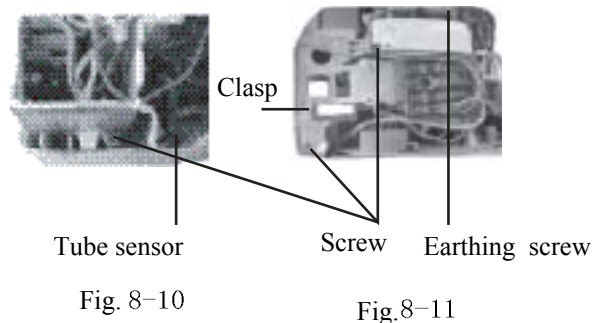 Clasp
Tube sensor
Screw
Earthing screw
Fig. 8-10
Fig.8-11